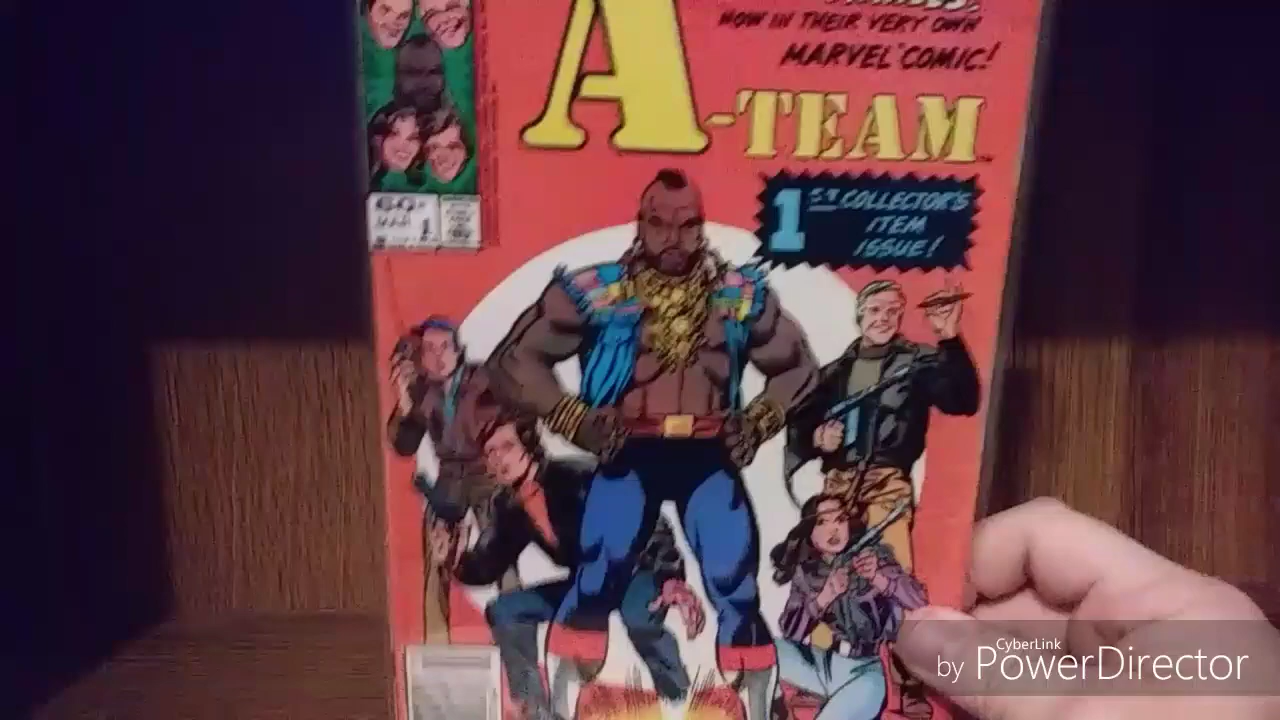 NOW IN THEIR VERY OWN
MARVEL COMIC!
A-TEAM
1ST COLLECTOR'S
ITEM
ISSUE!
60¢
MAR
1
CyberLink
by PowerDirector